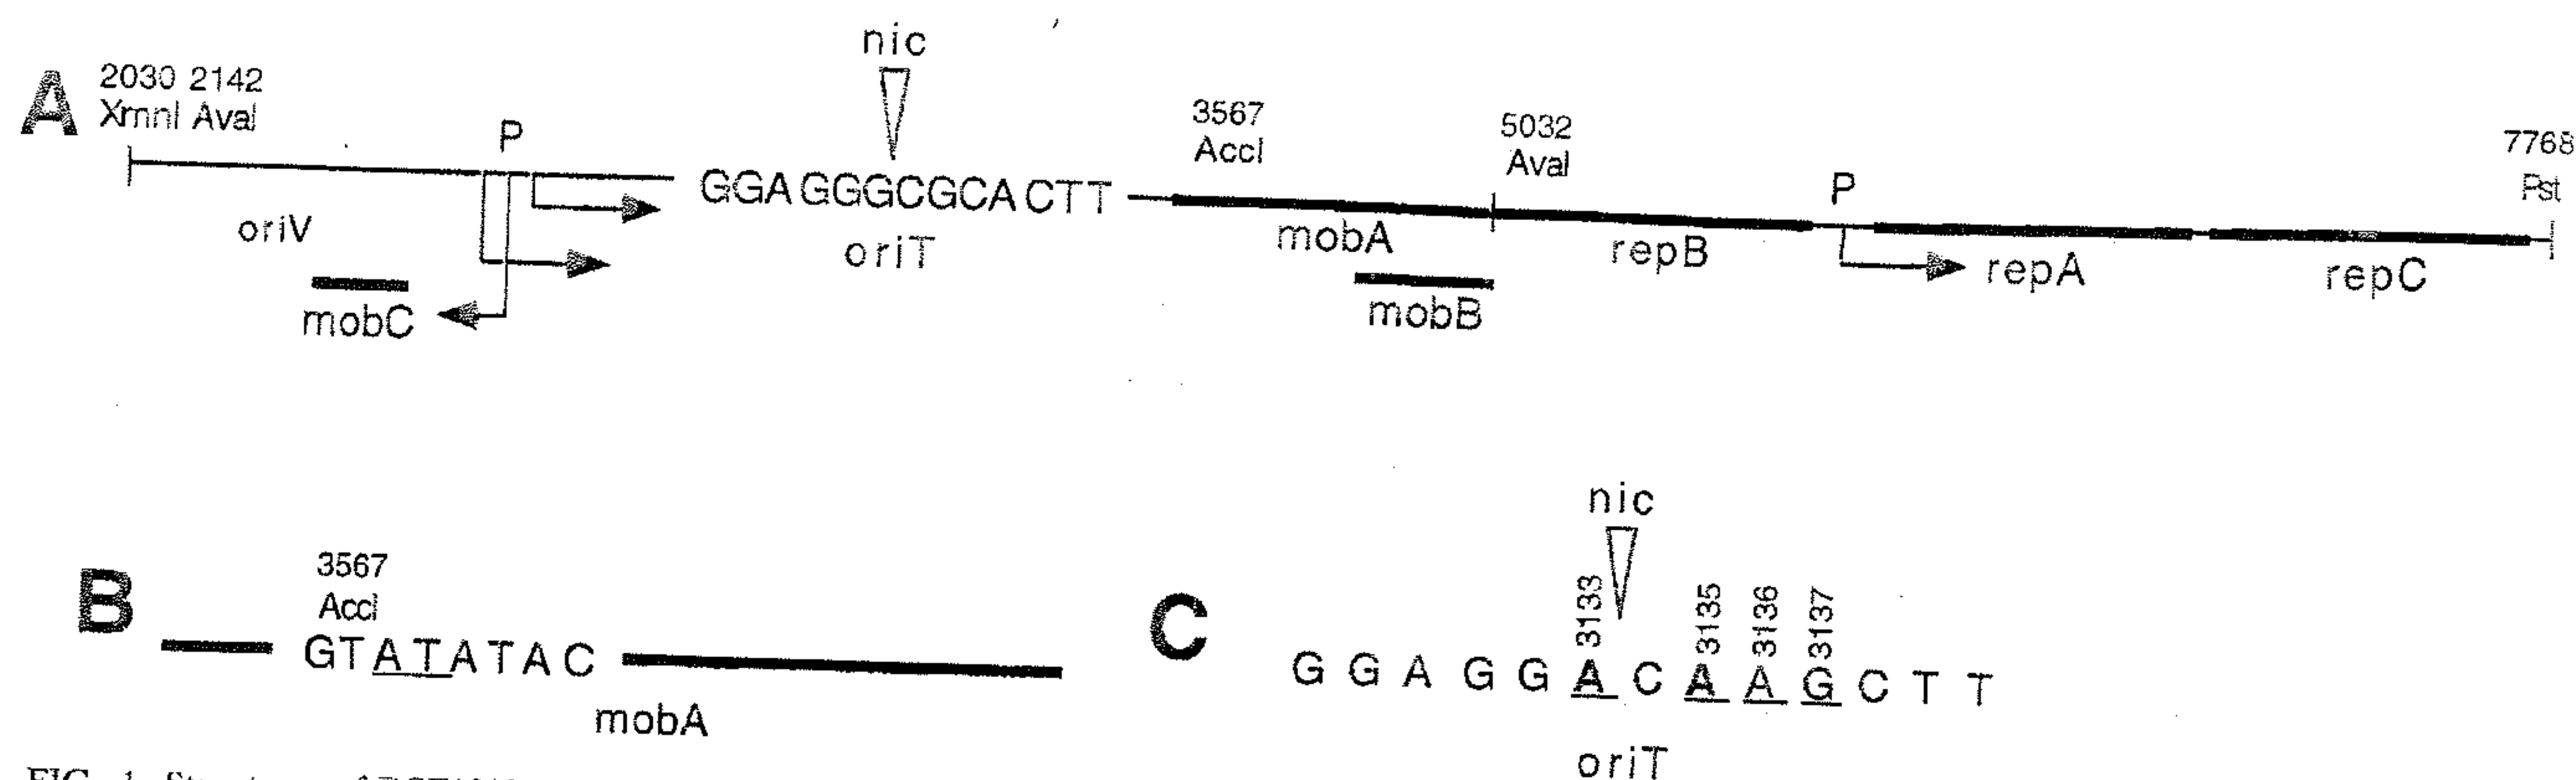 A
2030 2142
XmnI AvaI
P
nic
GGAGGGCGCACTT
oriV
oriT
mobC
3567
AccI
5032
AvaI
P
7768
Pst
mobA
repB
repA
repC
mobB
B
3567
AccI
GTATATAC
mobA
C
nic
3133
3135
3136
3137
GGAGGACAAGCTT
oriT
FIG. 1.